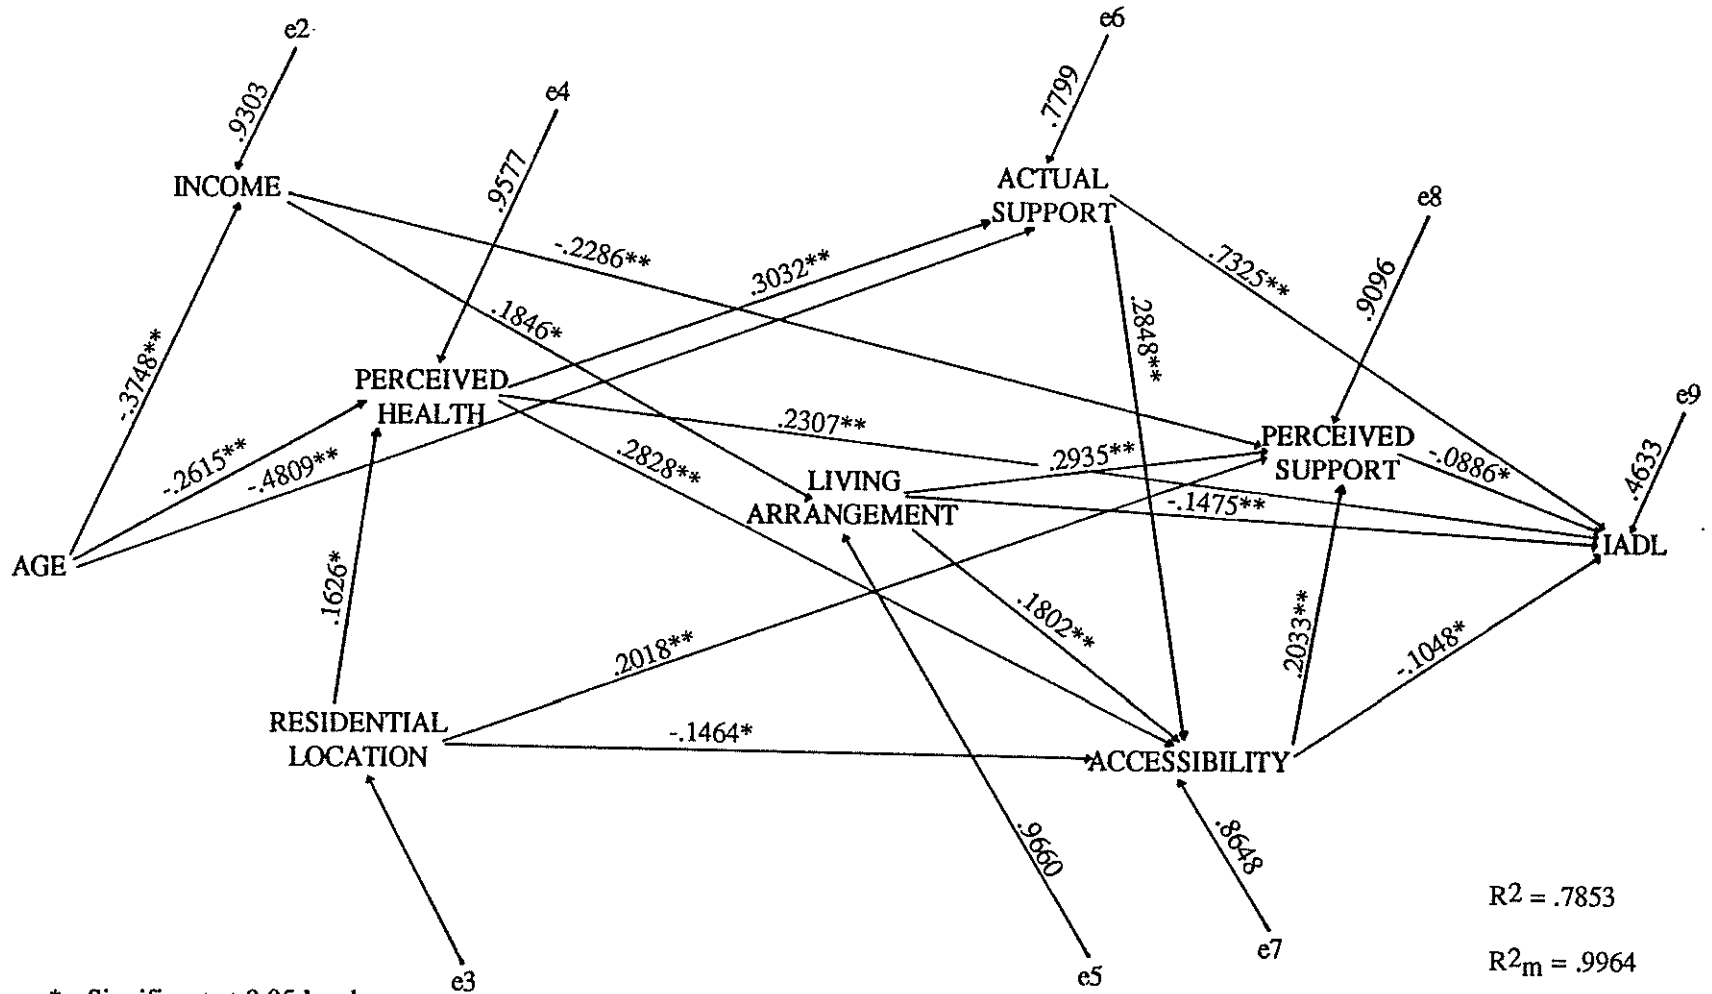 e2
e6
e4
.9303
.7799
.9577
INCOME
ACTUAL
SUPPORT
e8
-.2286**
.3032**
.7325**
.9096
.1846*
.2848**
-.3748**
PERCEIVED
HEALTH
e9
.2307**
PERCEIVED
SUPPORT
-.2615**
-.4809**
.2828**
.2935**
-.0886*
.4633
LIVING
ARRANGEMENT
-.1475**
AGE
IADL
.1626*
.1802**
.2033**
.2018**
-.1048*
RESIDENTIAL
LOCATION
-.1464*
ACCESSIBILITY
.9660
.8648
R2 = .7853
e7
R2m = .9964
e3
e5